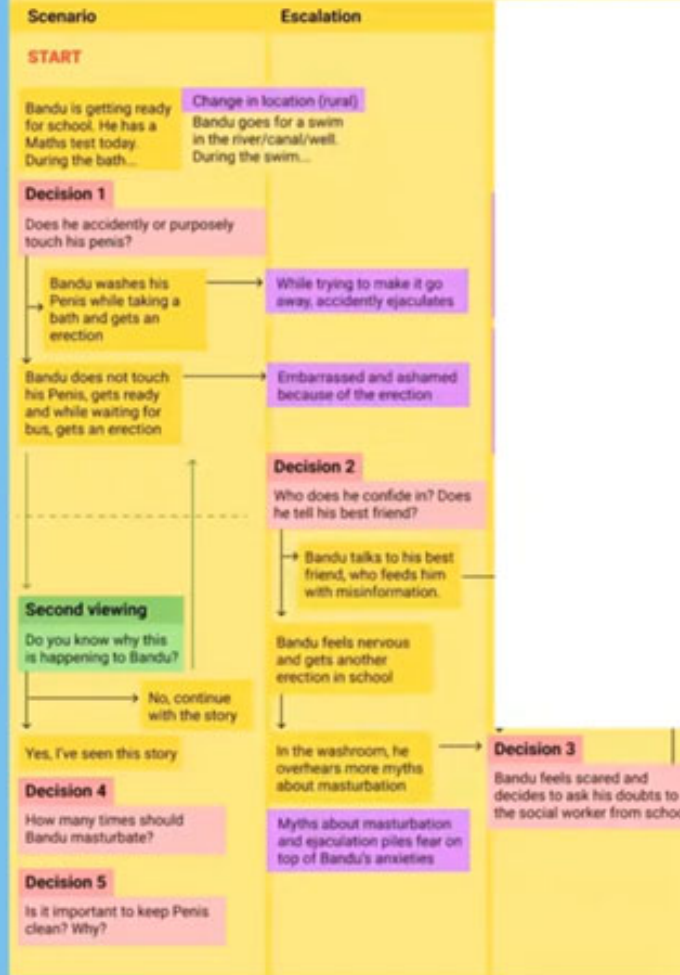 Scenario
Escalation
START
Bandu is getting ready
for school. He has a
Maths test today.
During the bath...
Change in location (rural)
Bandu goes for a swim
in the river/canal/well.
During the swim...
Decision 1
Does he accidently or purposely
touch his penis?
Bandu washes his
Penis while taking a
bath and gets an
erection
While trying to make it go
away, accidently ejaculates
Bandu does not touch
his Penis, gets ready
and while waiting for
bus, gets an erection
Embarrassed and ashamed
because of the erection
Decision 2
Who does he confide in? Does
he tell his best friend?
Bandu talks to his best
friend, who feeds him
with misinformation.
Second viewing
Do you know why this
is happening to Bandu?
Bandu feels nervous
and gets another
erection in school
No, continue
with the story
Yes, I've seen this story
In the washroom, he
overhears more myths
about masturbation
Decision 3
Bandu feels scared and
decides to ask his doubts to
the social worker from schoo
Decision 4
How many times should
Bandu masturbate?
Myths about masturbation
and ejaculation piles fear on
top of Bandu's anxieties
Decision 5
Is it important to keep Penis
clean? Why?